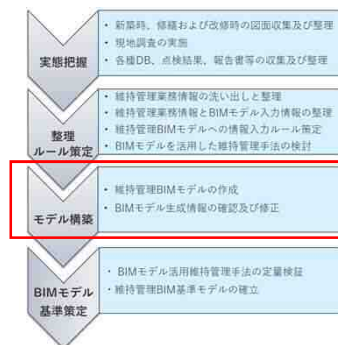 実態把握
・ 新築時、修繕および改修時の図面収集及び整理
・ 現地調査の実施
・ 各種DB、点検結果、報告書等の収集及び整理
整理
ルール策定
・ 維持管理業務情報の洗い出しと整理
・ 維持管理業務情報とBIMモデル入力情報の整理
・ 維持管理BIMモデルへの情報入力ルール策定
・ BIMモデルを活用した維持管理手法の検討
モデル構築
・ 維持管理BIMモデルの作成
・ BIMモデル生成情報の確認及び修正
BIMモデル
基準策定
・ BIMモデル活用維持管理手法の定量検証
・維持管理BIM基準モデルの確立